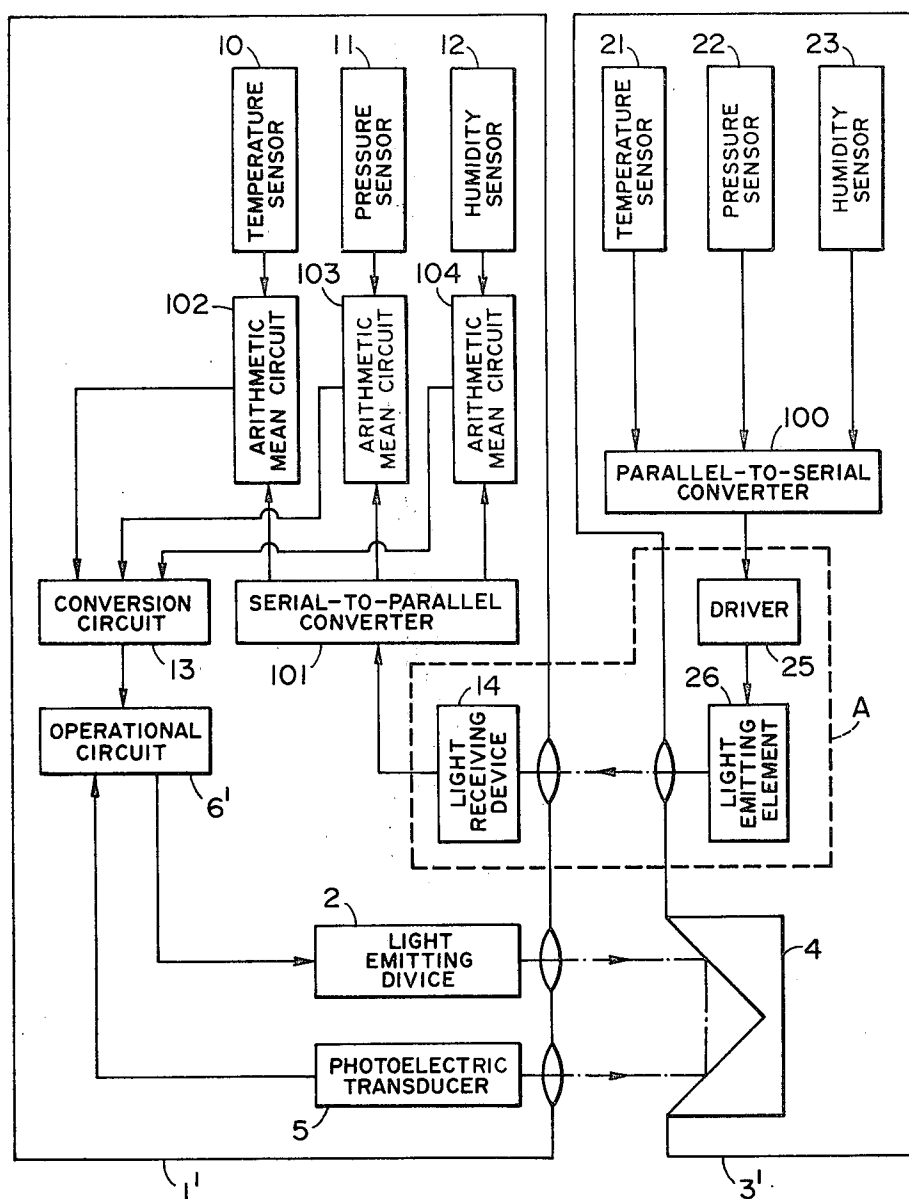 10
11
12
21
22
23
TEMPERATURE
SENSOR
PRESSURE
SENSOR
HUMIDITY
SENSOR
TEMPERATURE
SENSOR
PRESSURE
SENSOR
HUMIDITY
SENSOR
102
103
104
ARITHMETIC
MEAN CIRCUIT
ARITHMETIC
MEAN CIRCUIT
ARITHMETIC
MEAN CIRCUIT
100
PARALLEL-TO-SERIAL
CONVERTER
CONVERSION
CIRCUIT
13
SERIAL-TO-PARALLEL
CONVERTER
101
DRIVER
25
OPERATIONAL
CIRCUIT
6'
14
LIGHT
RECEIVING
DEVICE
26
LIGHT
EMITTING
ELEMENT
A
2
LIGHT
EMITTING
DIVICE
4
PHOTOELECTRIC
TRANSDUCER
5
1'
3'